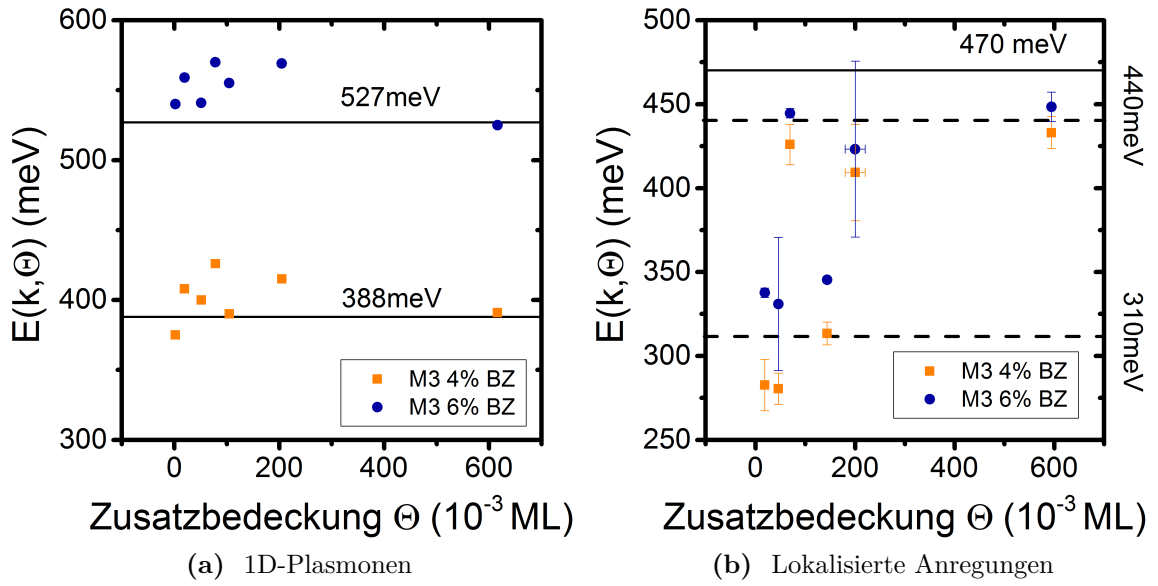 600
500
400
300
E(k,Θ) (meV)
527meV
388meV
M3 4% BZ
M3 6% BZ
0 200 400 600
Zusatzbedeckung Θ (10⁻³ ML)
(a) 1D-Plasmonen
500
450
400
350
300
250
E(k,Θ) (meV)
470 meV
440meV
310meV
M3 4% BZ
M3 6% BZ
0 200 400 600
Zusatzbedeckung Θ (10⁻³ ML)
(b) Lokalisierte Anregungen